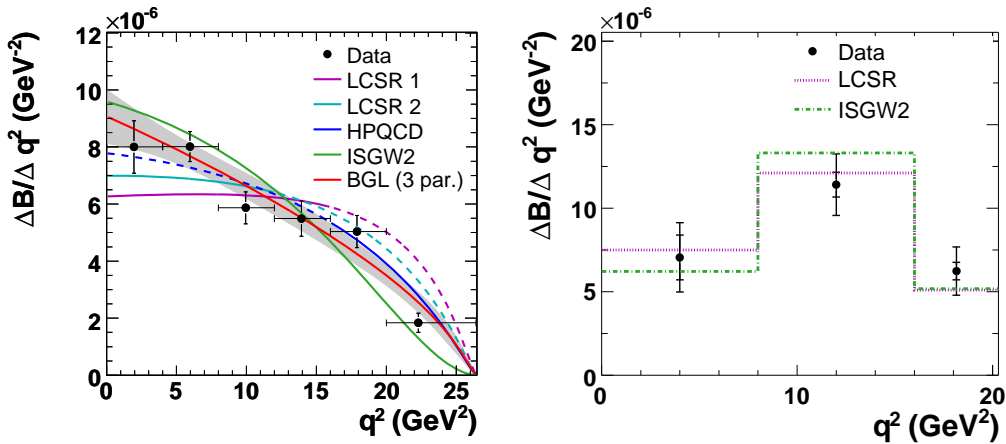 ×10⁻⁶
ΔB/Δ q² (GeV⁻²)
12
10
8
6
4
2
0
Data
LCSR 1
LCSR 2
HPQCD
ISGW2
BGL (3 par.)
0 5 10 15 20 25
q² (GeV²)
×10⁻⁶
ΔB/Δ q² (GeV⁻²)
20
15
10
5
0
Data
LCSR
ISGW2
0 10 20
q² (GeV²)